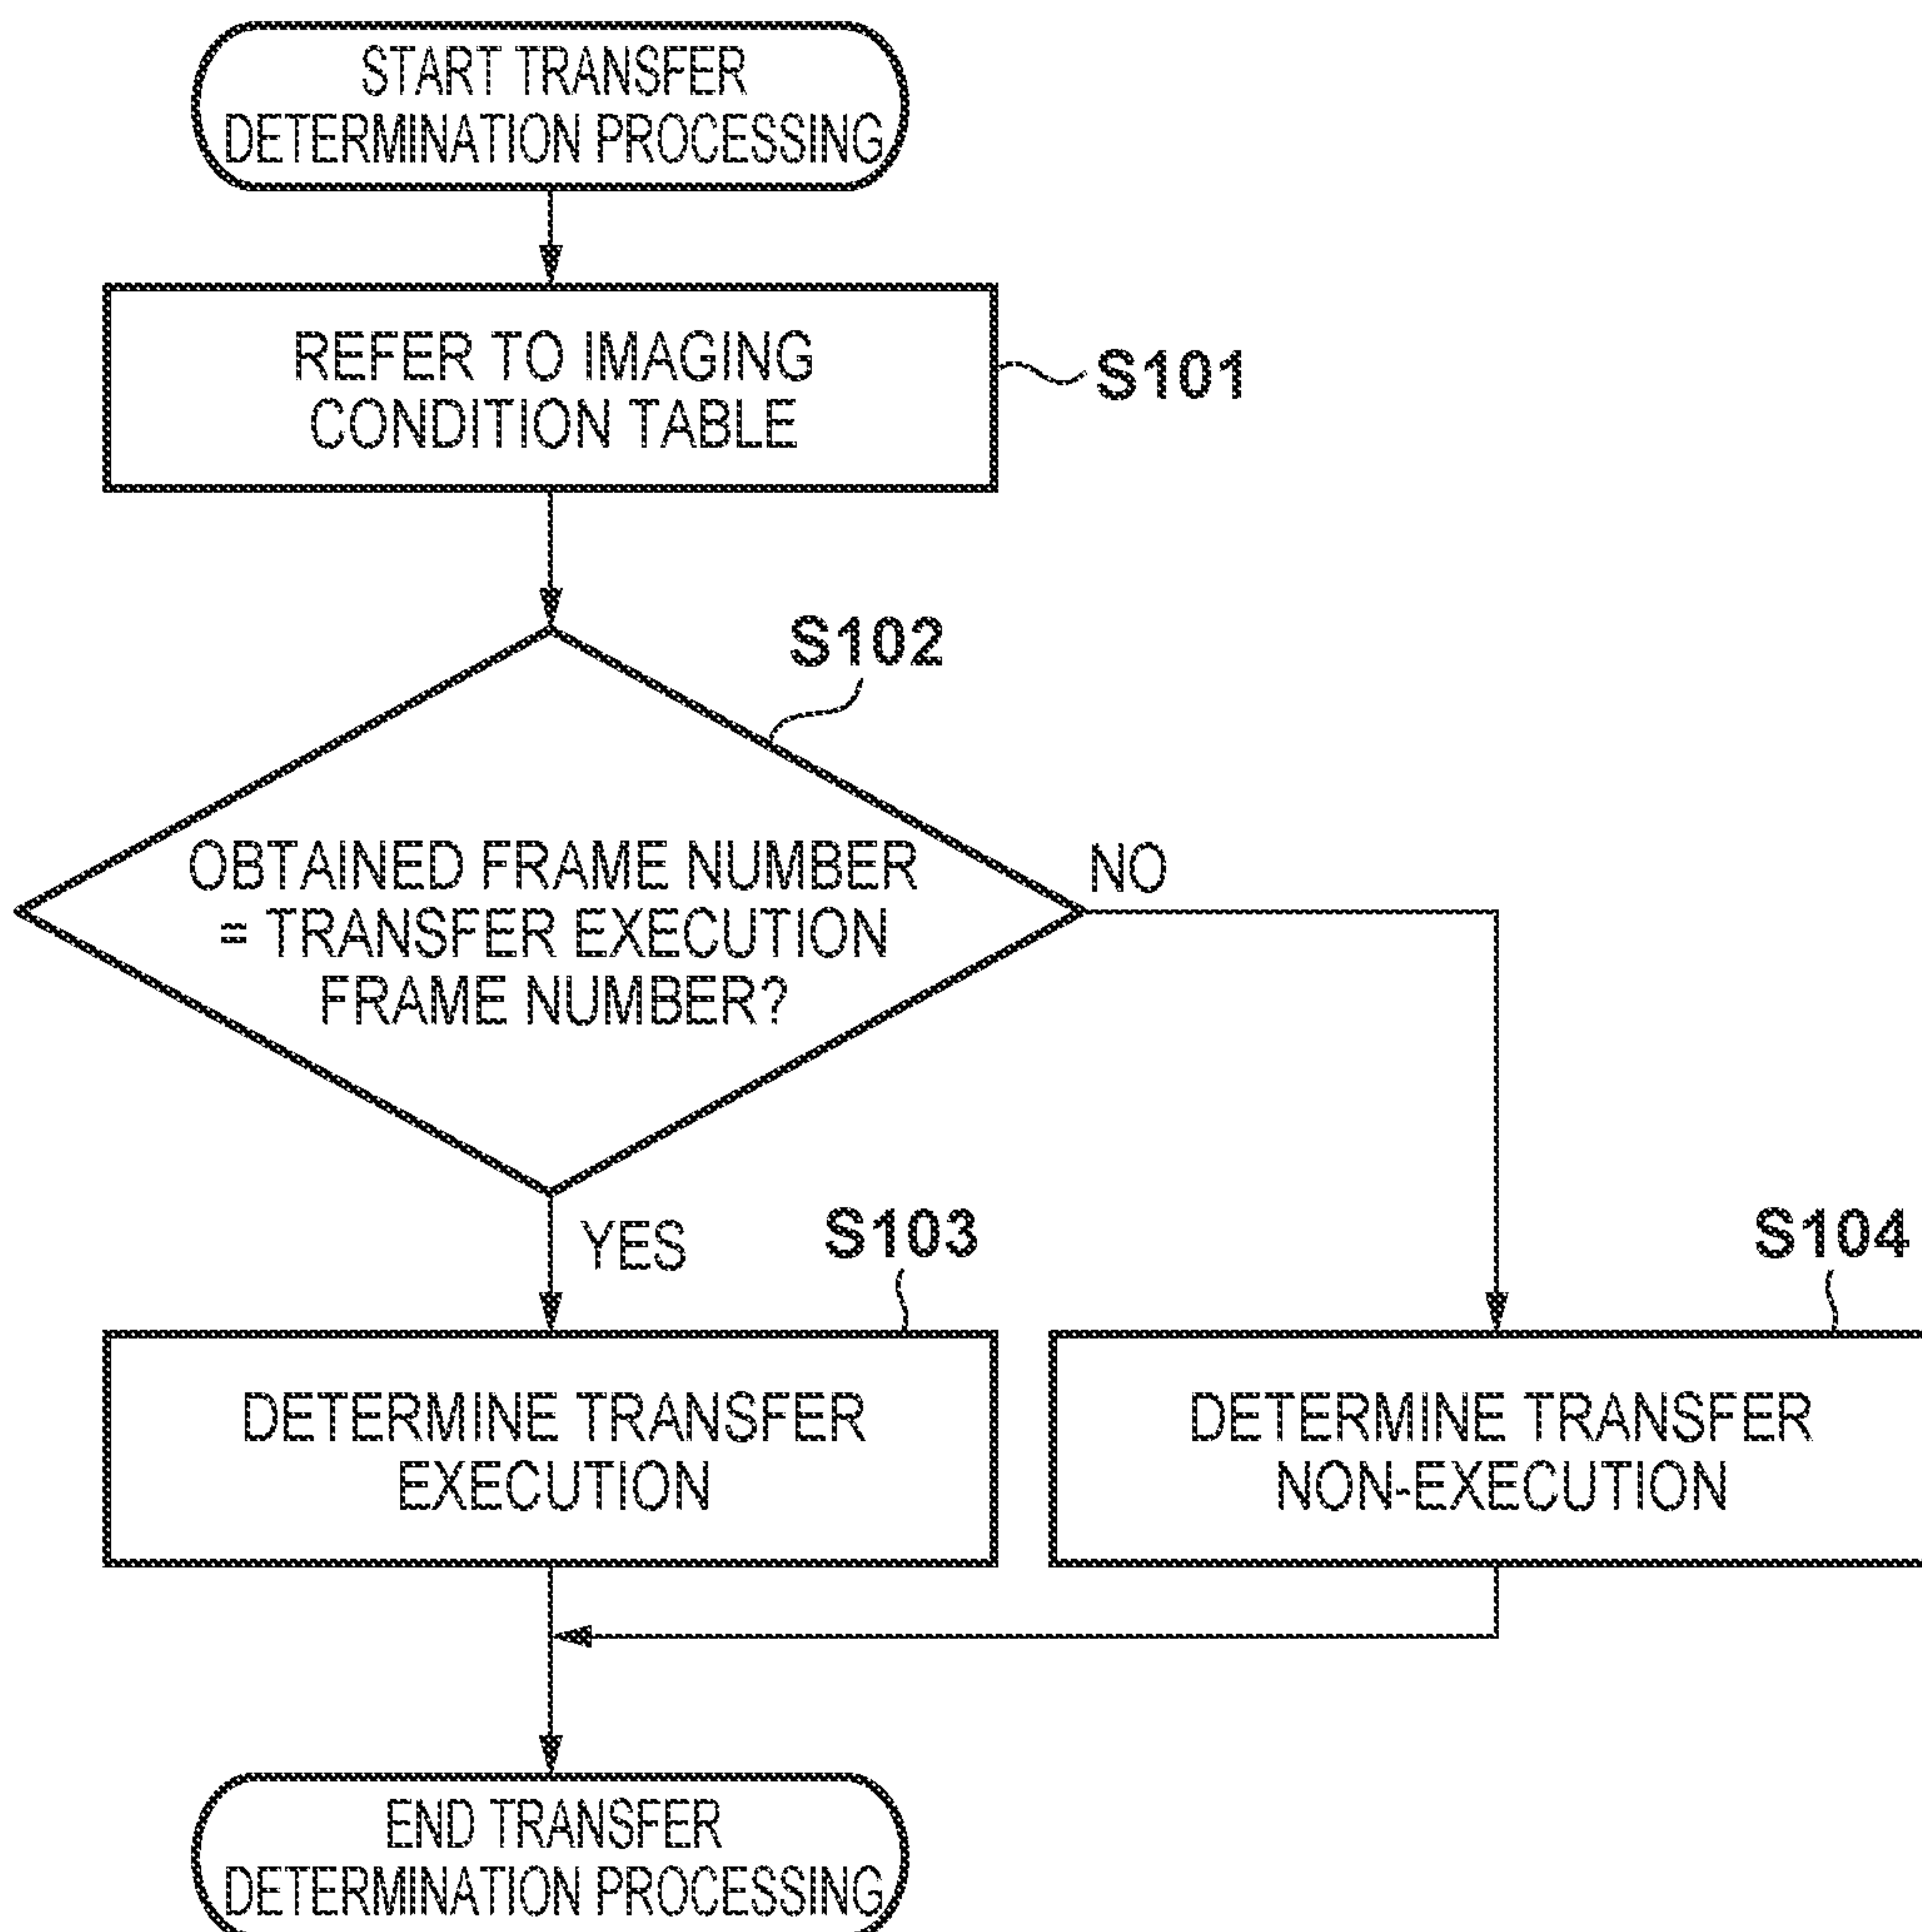 START TRANSFER
DETERMINATION PROCESSING
REFER TO IMAGING
CONDITION TABLE
S101
S102
OBTAINED FRAME NUMBER
= TRANSFER EXECUTION
FRAME NUMBER?
NO
YES
S103
DETERMINE TRANSFER
EXECUTION
S104
DETERMINE TRANSFER
NON-EXECUTION
END TRANSFER
DETERMINATION PROCESSING